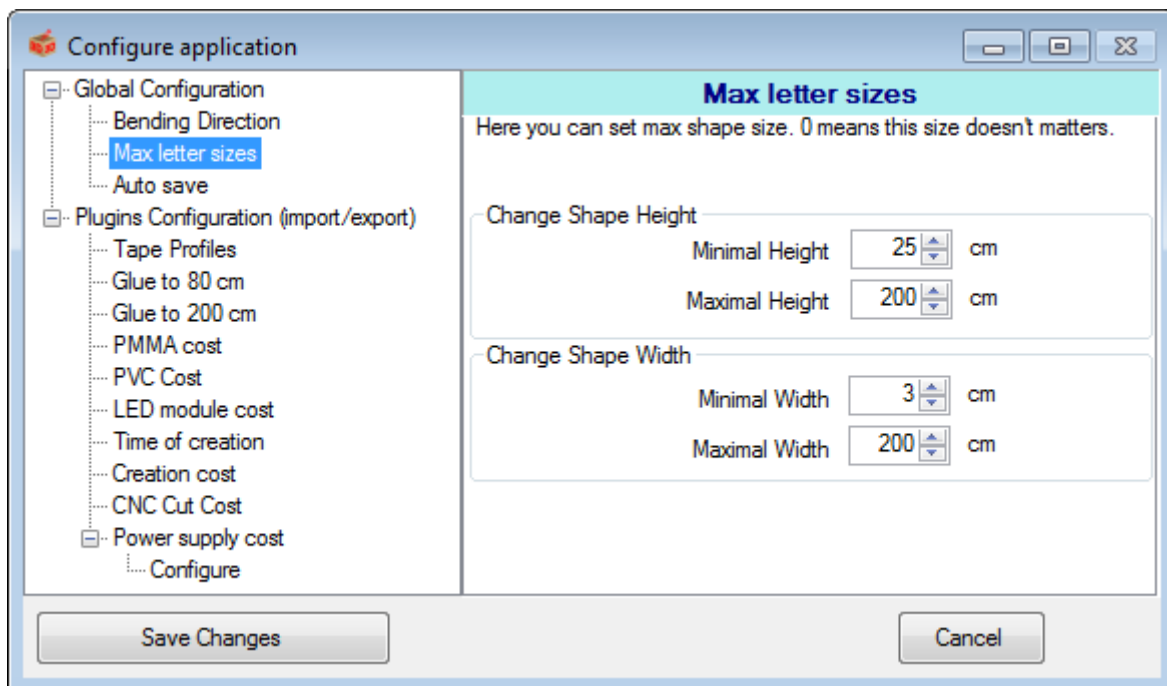 Configure application
Global Configuration
Bending Direction
Max letter sizes
Auto save
Plugins Configuration (import/export)
Tape Profiles
Glue to 80 cm
Glue to 200 cm
PMMA cost
PVC Cost
LED module cost
Time of creation
Creation cost
CNC Cut Cost
Power supply cost
Configure
Max letter sizes
Here you can set max shape size. 0 means this size doesn't matters.
Change Shape Height
Minimal Height 25 cm
Maximal Height 200 cm
Change Shape Width
Minimal Width 3 cm
Maximal Width 200 cm
Save Changes
Cancel